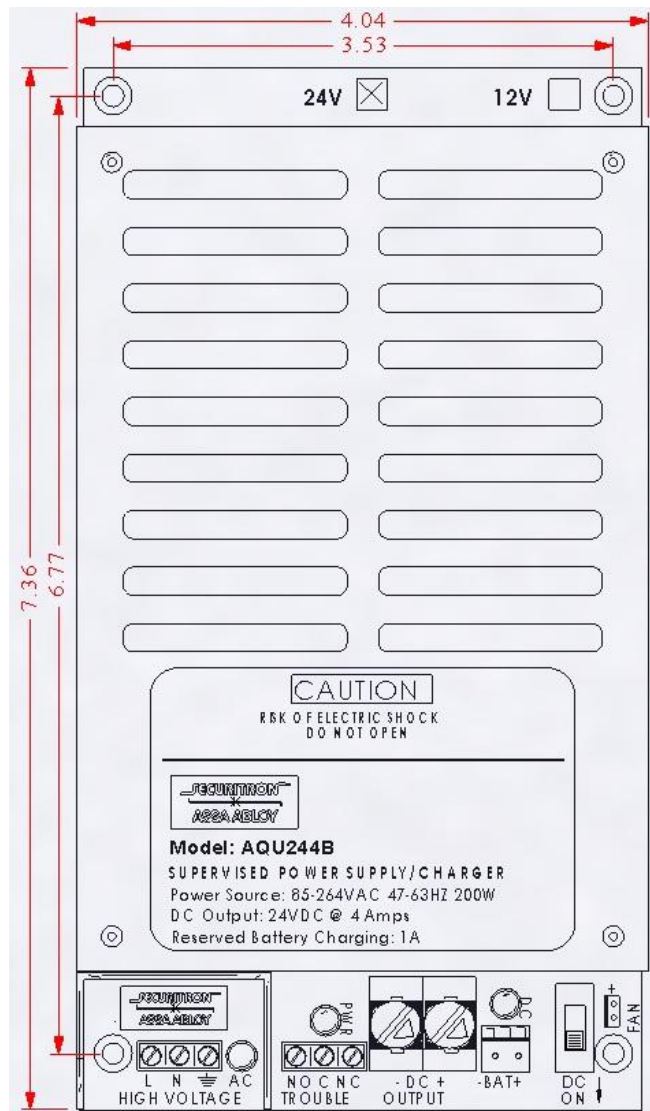 4.04
3.53
24V 12V
7.36
6.77
CAUTION
RISK OF ELECTRIC SHOCK
DO NOT OPEN
SECURITRON
ASSA ABLOY
Model: AQU244B
SUPERVISED POWER SUPPLY/CHARGER
Power Source: 85-264VAC 47-63HZ 200W
DC Output: 24VDC @ 4 Amps
Reserved Battery Charging: 1A
SECURITRON
ASSA ABLOY
PWR
DC
+
FAN
L N AC
HIGH VOLTAGE
NO C NC
TROUBLE
- DC +
OUTPUT
-BAT+
DC
ON